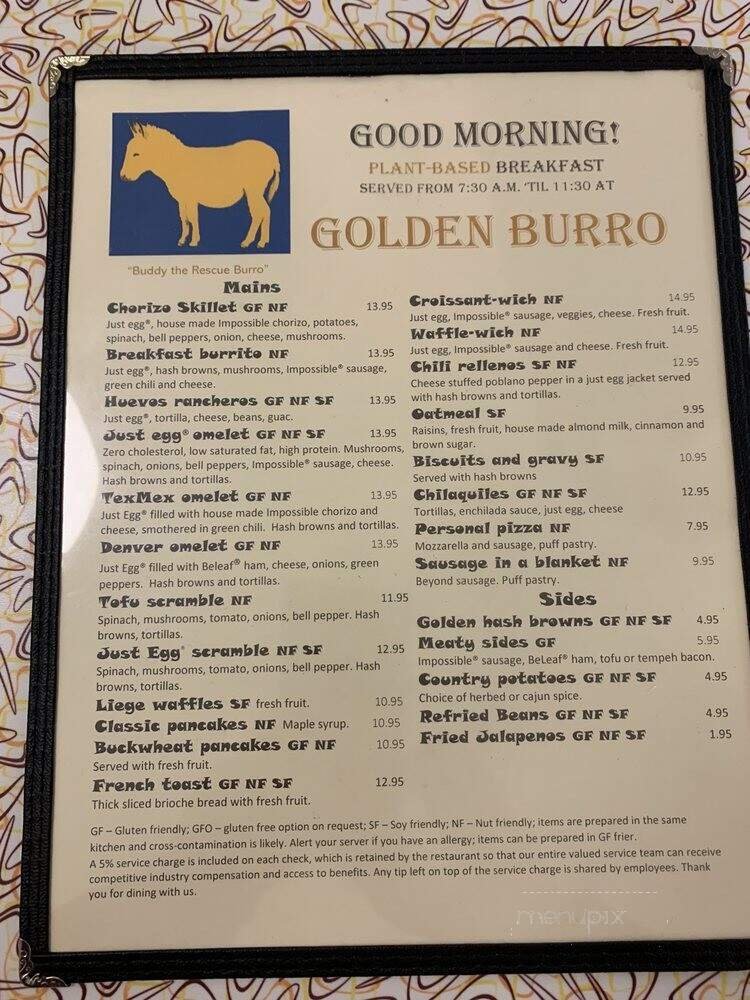 GOOD MORNING!
PLANT-BASED BREAKFAST
SERVED FROM 7:30 A.M. 'TIL 11:30 AT
GOLDEN BURRO
"Buddy the Rescue Burro"
Mains
Chorizo Skillet GF NF 13.95
Just egg®, house made Impossible chorizo, potatoes,
spinach, bell peppers, onion, cheese, mushrooms.
Breakfast burrito NF 13.95
Just egg®, hash browns, mushrooms, Impossible® sausage,
green chili and cheese.
Huevos rancheros GF NF SF 13.95
Just egg®, tortilla, cheese, beans, guac.
Just egg® omelet GF NF SF 13.95
Zero cholesterol, low saturated fat, high protein. Mushrooms,
spinach, onions, bell peppers, Impossible® sausage, cheese.
Hash browns and tortillas.
TexMex omelet GF NF 13.95
Just Egg® filled with house made Impossible chorizo and
cheese, smothered in green chili. Hash browns and tortillas.
Denver omelet GF NF 13.95
Just Egg® filled with Beleaf® ham, cheese, onions, green
peppers. Hash browns and tortillas.
Tofu scramble NF 11.95
Spinach, mushrooms, tomato, onions, bell pepper. Hash
browns, tortillas.
Just Egg® scramble NF SF 12.95
Spinach, mushrooms, tomato, onions, bell pepper. Hash
browns, tortillas.
Liege waffles SF fresh fruit. 10.95
Classic pancakes NF Maple syrup. 10.95
Buckwheat pancakes GF NF 10.95
Served with fresh fruit.
French toast GF NF SF 12.95
Thick sliced brioche bread with fresh fruit.
Croissant-wich NF 14.95
Just egg, Impossible® sausage, veggies, cheese. Fresh fruit.
Waffle-wich NF 14.95
Just egg, Impossible® sausage and cheese. Fresh fruit.
Chili rellenos SF NF 12.95
Cheese stuffed poblano pepper in a just egg jacket served
with hash browns and tortillas.
Oatmeal SF 9.95
Raisins, fresh fruit, house made almond milk, cinnamon and
brown sugar.
Biscuits and gravy SF 10.95
Served with hash browns
Chilaquiles GF NF SF 12.95
Tortillas, enchilada sauce, just egg, cheese
Personal pizza NF 7.95
Mozzarella and sausage, puff pastry.
Sausage in a blanket NF 9.95
Beyond sausage. Puff pastry.
Sides
Golden hash browns GF NF SF 4.95
Meaty sides GF 5.95
Impossible® sausage, BeLeaf® ham, tofu or tempeh bacon.
Country potatoes GF NF SF 4.95
Choice of herbed or cajun spice.
Refried Beans GF NF SF 4.95
Fried Jalapenos GF NF SF 1.95
GF – Gluten friendly; GFO – gluten free option on request; SF – Soy friendly; NF – Nut friendly; items are prepared in the same
kitchen and cross-contamination is likely. Alert your server if you have an allergy; items can be prepared in GF frier.
A 5% service charge is included on each check, which is retained by the restaurant so that our entire valued service team can receive
competitive industry compensation and access to benefits. Any tip left on top of the service charge is shared by employees. Thank
you for dining with us.
menupix